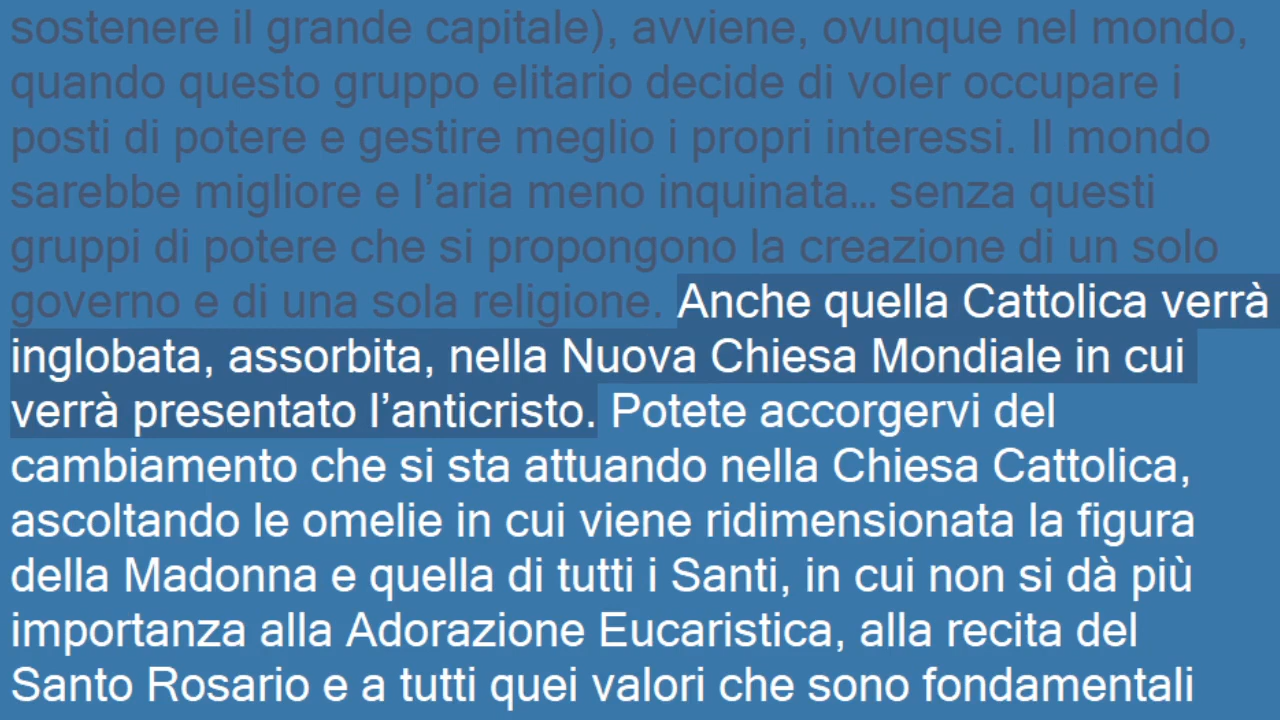 sostenere il grande capitale), avviene, ovunque nel mondo,
quando questo gruppo elitario decide di voler occupare i
posti di potere e gestire meglio i propri interessi. Il mondo
sarebbe migliore e l’aria meno inquinata… senza questi
gruppi di potere che si propongono la creazione di un solo
governo e di una sola religione. Anche quella Cattolica verrà
inglobata, assorbita, nella Nuova Chiesa Mondiale in cui
verrà presentato l’anticristo. Potete accorgervi del
cambiamento che si sta attuando nella Chiesa Cattolica,
ascoltando le omelie in cui viene ridimensionata la figura
della Madonna e quella di tutti i Santi, in cui non si dà più
importanza alla Adorazione Eucaristica, alla recita del
Santo Rosario e a tutti quei valori che sono fondamentali